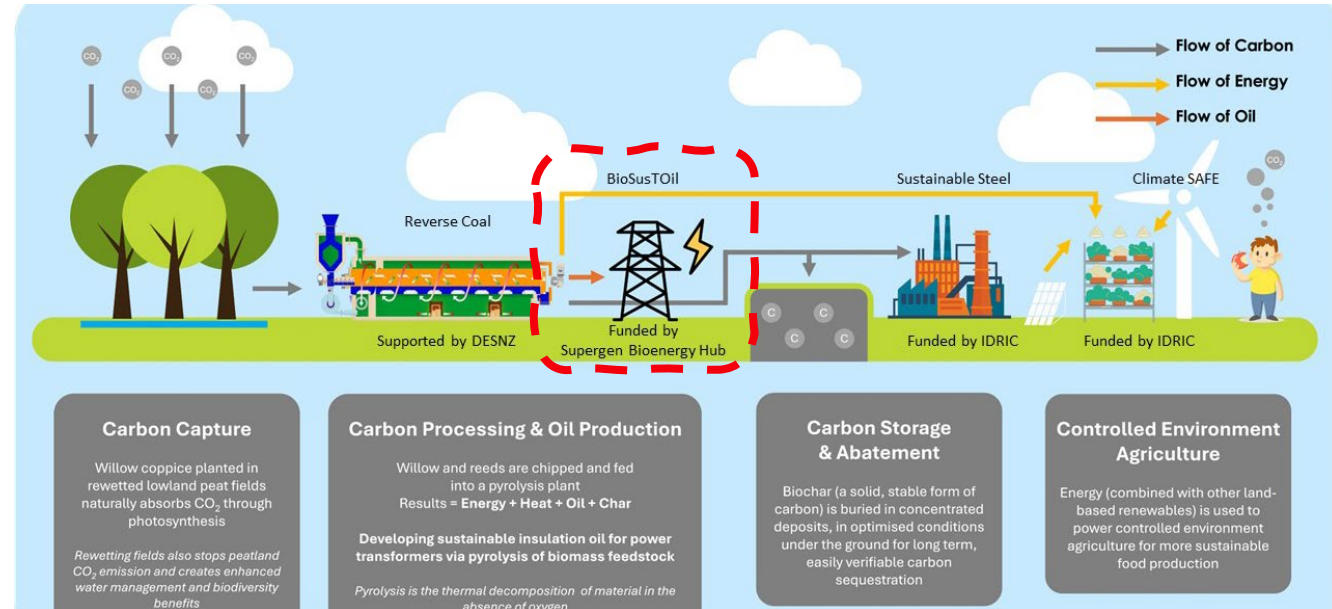 Flow of Carbon
Flow of Energy
Flow of Oil
CO₂
CO₂
CO₂
CO₂
CO₂
CO₂
BioSusTOil
Sustainable Steel
Climate SAFE
Reverse Coal
C
C
C
C
Supported by DESNZ
Funded by
Supergen Bioenergy Hub
Funded by IDRIC
Funded by IDRIC
Carbon Capture
Willow coppice planted in
rewetted lowland peat fields
naturally absorbs CO₂ through
photosynthesis
Rewetting fields also stops peatland
CO₂ emission and creates enhanced
water management and biodiversity
benefits
Carbon Processing & Oil Production
Willow and reeds are chipped and fed
into a pyrolysis plant
Results = Energy + Heat + Oil + Char
Developing sustainable insulation oil for power
transformers via pyrolysis of biomass feedstock
Pyrolysis is the thermal decomposition of material in the
absence of oxygen
Carbon Storage
& Abatement
Biochar (a solid, stable form of
carbon) is buried in concentrated
deposits, in optimised conditions
under the ground for long term,
easily verifiable carbon
sequestration
Controlled Environment
Agriculture
Energy (combined with other land-
based renewables) is used to
power controlled environment
agriculture for more sustainable
food production